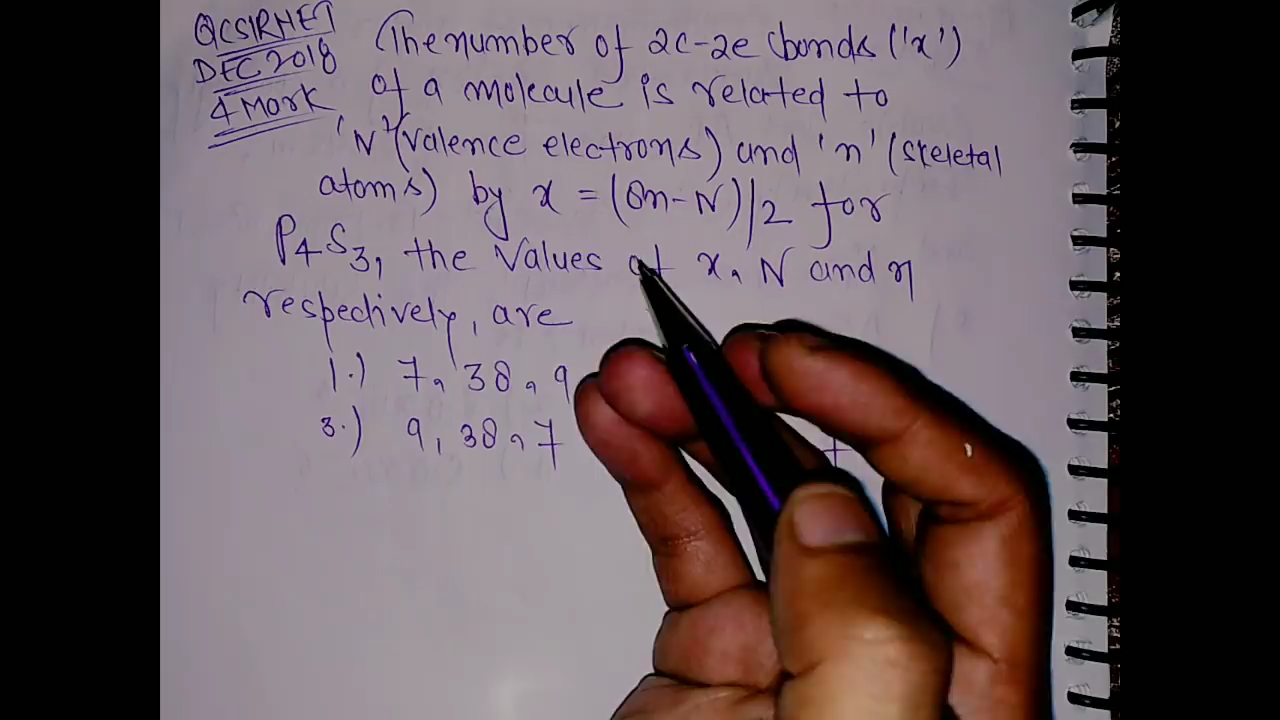 QCSIRNET
DEC 2018
4 Mark
The number of 2c-2e bonds ('x')
of a molecule is related to
'N' (valence electrons) and 'n' (skeletal
atoms) by x = (8n-N)/2 for
P4S3, the values of x, N and n
respectively, are
1.) 7, 38, 9
3.) 9, 38, 7